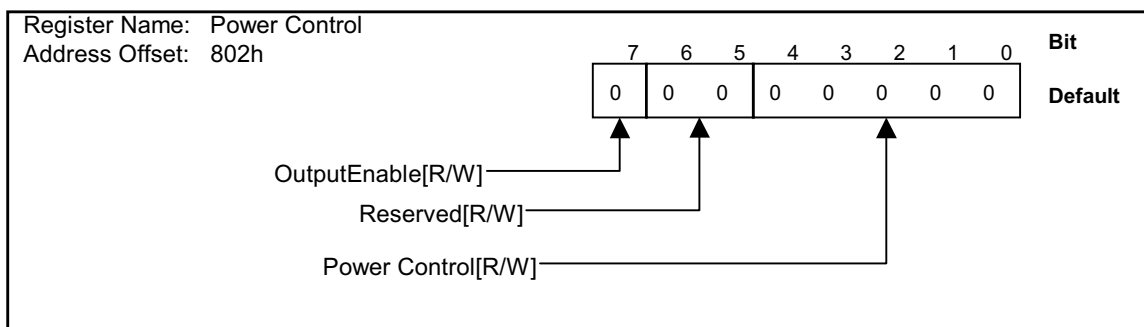 Register Name: Power Control
Address Offset: 802h
7 6 5 4 3 2 1 0 Bit
0 0 0 0 0 0 0 0 Default
OutputEnable[R/W]
Reserved[R/W]
Power Control[R/W]